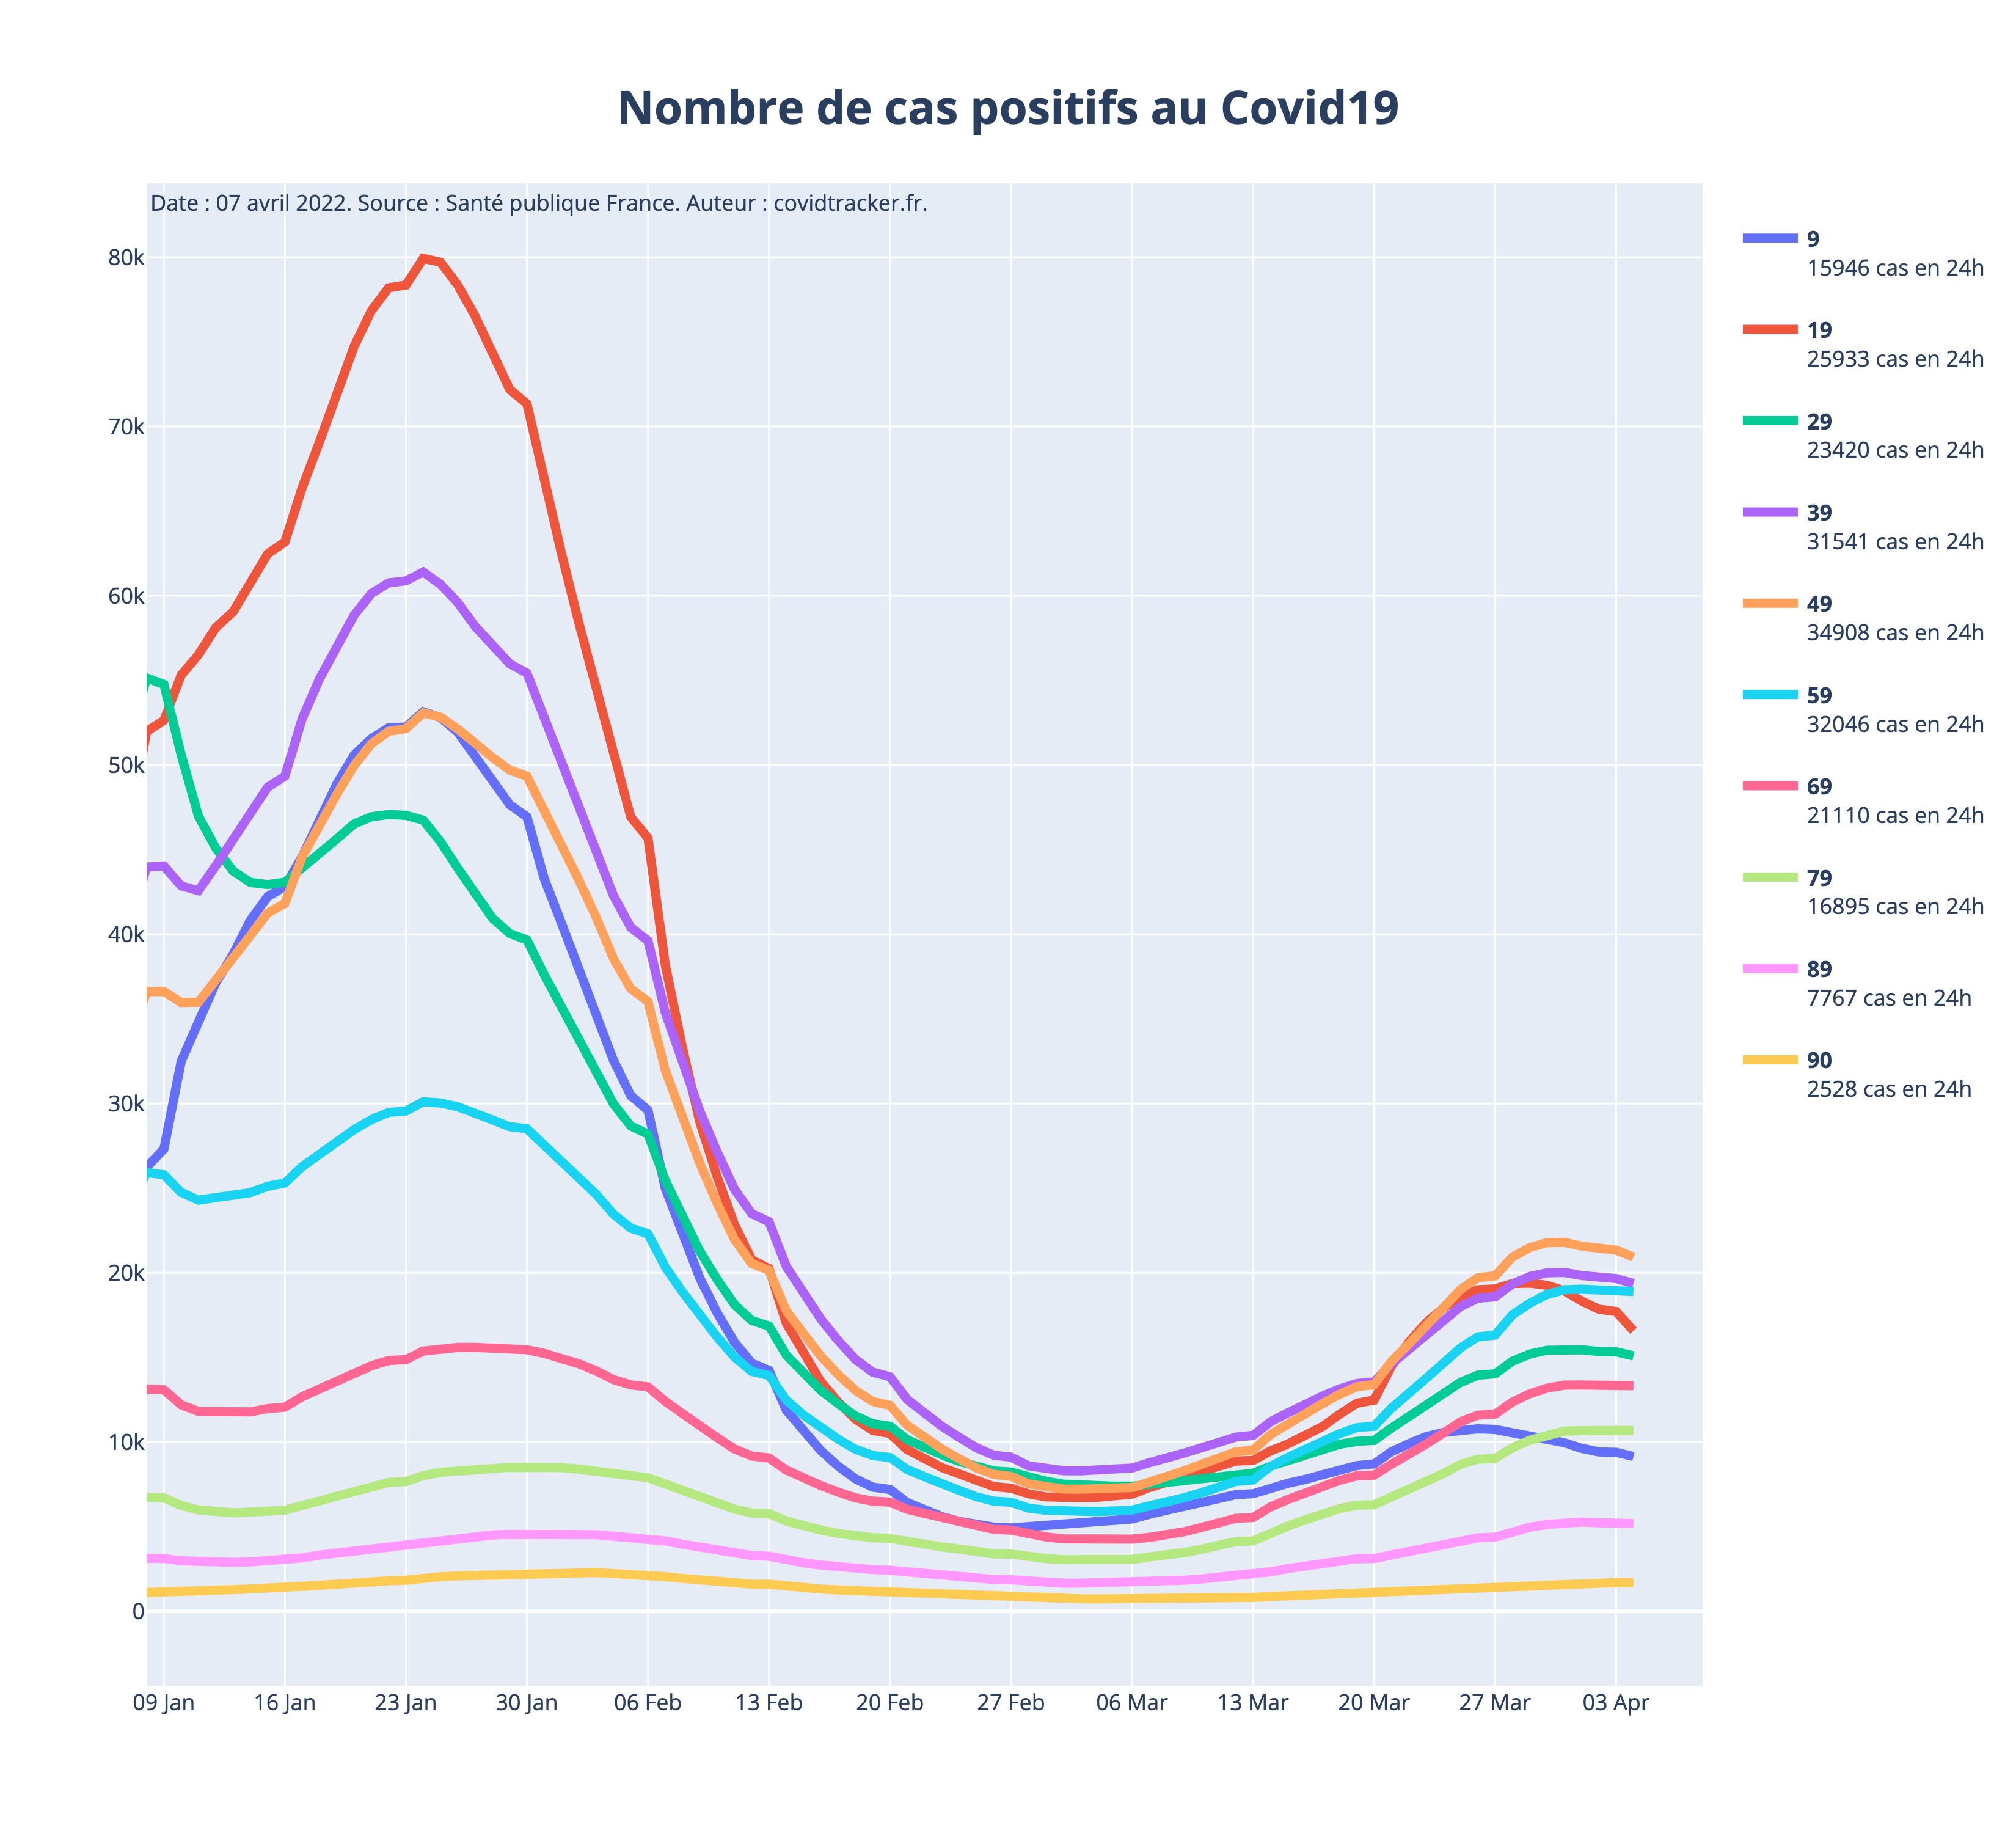 Nombre de cas positifs au Covid19
Date : 07 avril 2022. Source : Santé publique France. Auteur : covidtracker.fr.
80k
70k
60k
50k
40k
30k
20k
10k
0
09 Jan
16 Jan
23 Jan
30 Jan
06 Feb
13 Feb
20 Feb
27 Feb
06 Mar
13 Mar
20 Mar
27 Mar
03 Apr
9
15946 cas en 24h
19
25933 cas en 24h
29
23420 cas en 24h
39
31541 cas en 24h
49
34908 cas en 24h
59
32046 cas en 24h
69
21110 cas en 24h
79
16895 cas en 24h
89
7767 cas en 24h
90
2528 cas en 24h